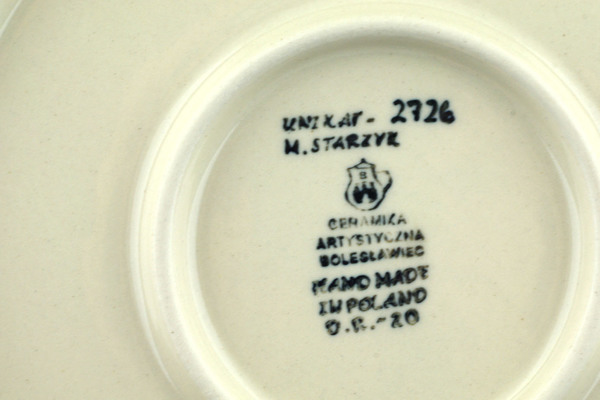 UNIKAT- 2726
M. STARZYK
B
CERAMIKA
ARTYSTYCZNA
BOLESŁAWIEC
HAND MADE
IN POLAND
D.R.-20